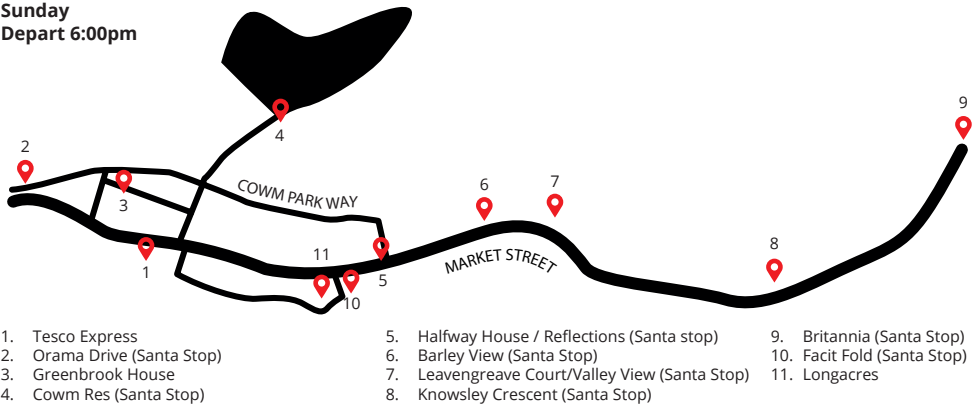 Sunday
Depart 6:00pm
9
4
2
COWM PARK WAY
6
7
3
11
MARKET STREET
8
1
5
10
1. Tesco Express
2. Orama Drive (Santa Stop)
3. Greenbrook House
4. Cowm Res (Santa Stop)
5. Halfway House / Reflections (Santa stop)
6. Barley View (Santa Stop)
7. Leavengreave Court/Valley View (Santa Stop)
8. Knowsley Crescent (Santa Stop)
9. Britannia (Santa Stop)
10. Facit Fold (Santa Stop)
11. Longacres